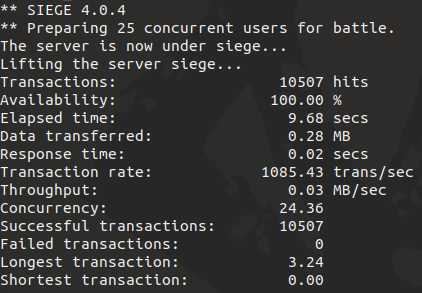 ** SIEGE 4.0.4
** Preparing 25 concurrent users for battle.
The server is now under siege...
Lifting the server siege...
Transactions: 10507 hits
Availability: 100.00 %
Elapsed time: 9.68 secs
Data transferred: 0.28 MB
Response time: 0.02 secs
Transaction rate: 1085.43 trans/sec
Throughput: 0.03 MB/sec
Concurrency: 24.36
Successful transactions: 10507
Failed transactions: 0
Longest transaction: 3.24
Shortest transaction: 0.00